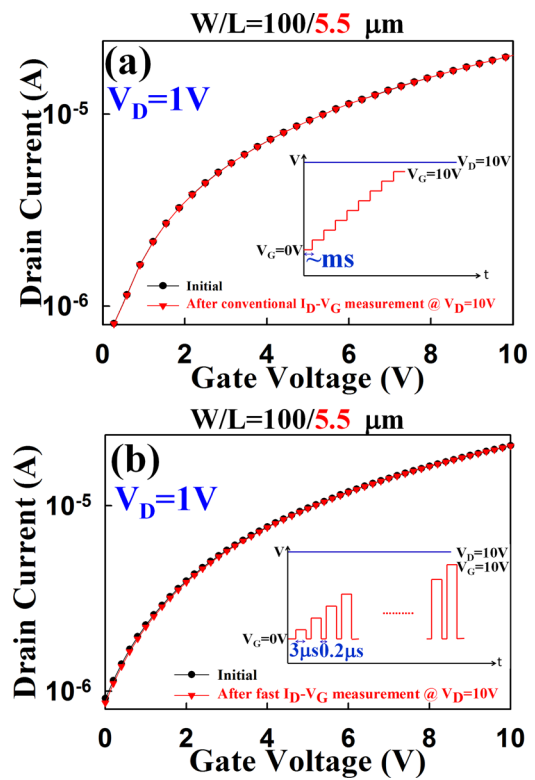 W/L=100/5.5 μm
(a)
V_D=1V
Drain Current (A)
10^-5
10^-6
V
V_D=10V
V_G=10V
V_G=0V
~ms
t
Initial
After conventional I_D-V_G measurement @ V_D=10V
0 2 4 6 8 10
Gate Voltage (V)
W/L=100/5.5 μm
(b)
V_D=1V
Drain Current (A)
10^-5
10^-6
V
V_D=10V
V_G=10V
.........
V_G=0V
3μs 0.2μs
t
Initial
After fast I_D-V_G measurement @ V_D=10V
0 2 4 6 8 10
Gate Voltage (V)